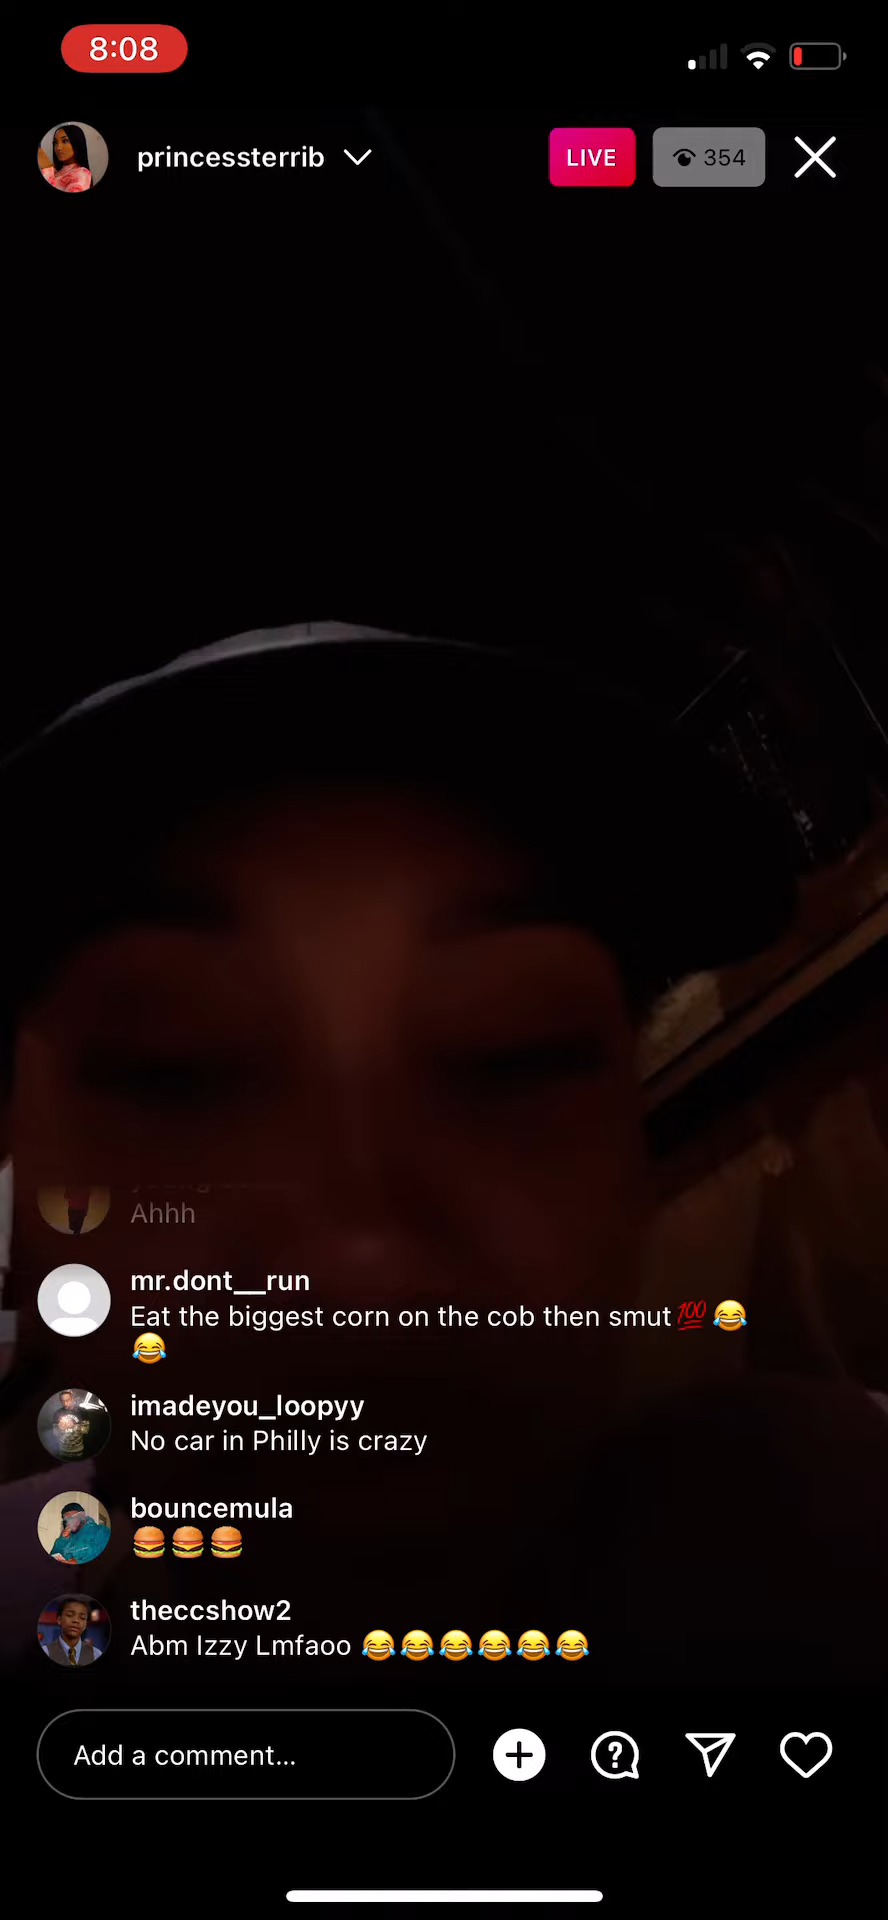 8:08
princessterrib
LIVE
354
Ahhh
mr.dont__run
Eat the biggest corn on the cob then smut 💯 😂
😂
imadeyou_loopyy
No car in Philly is crazy
bouncemula
🍔🍔🍔
theccshow2
Abm Izzy Lmfaoo 😂😂😂😂😂😂
Add a comment...